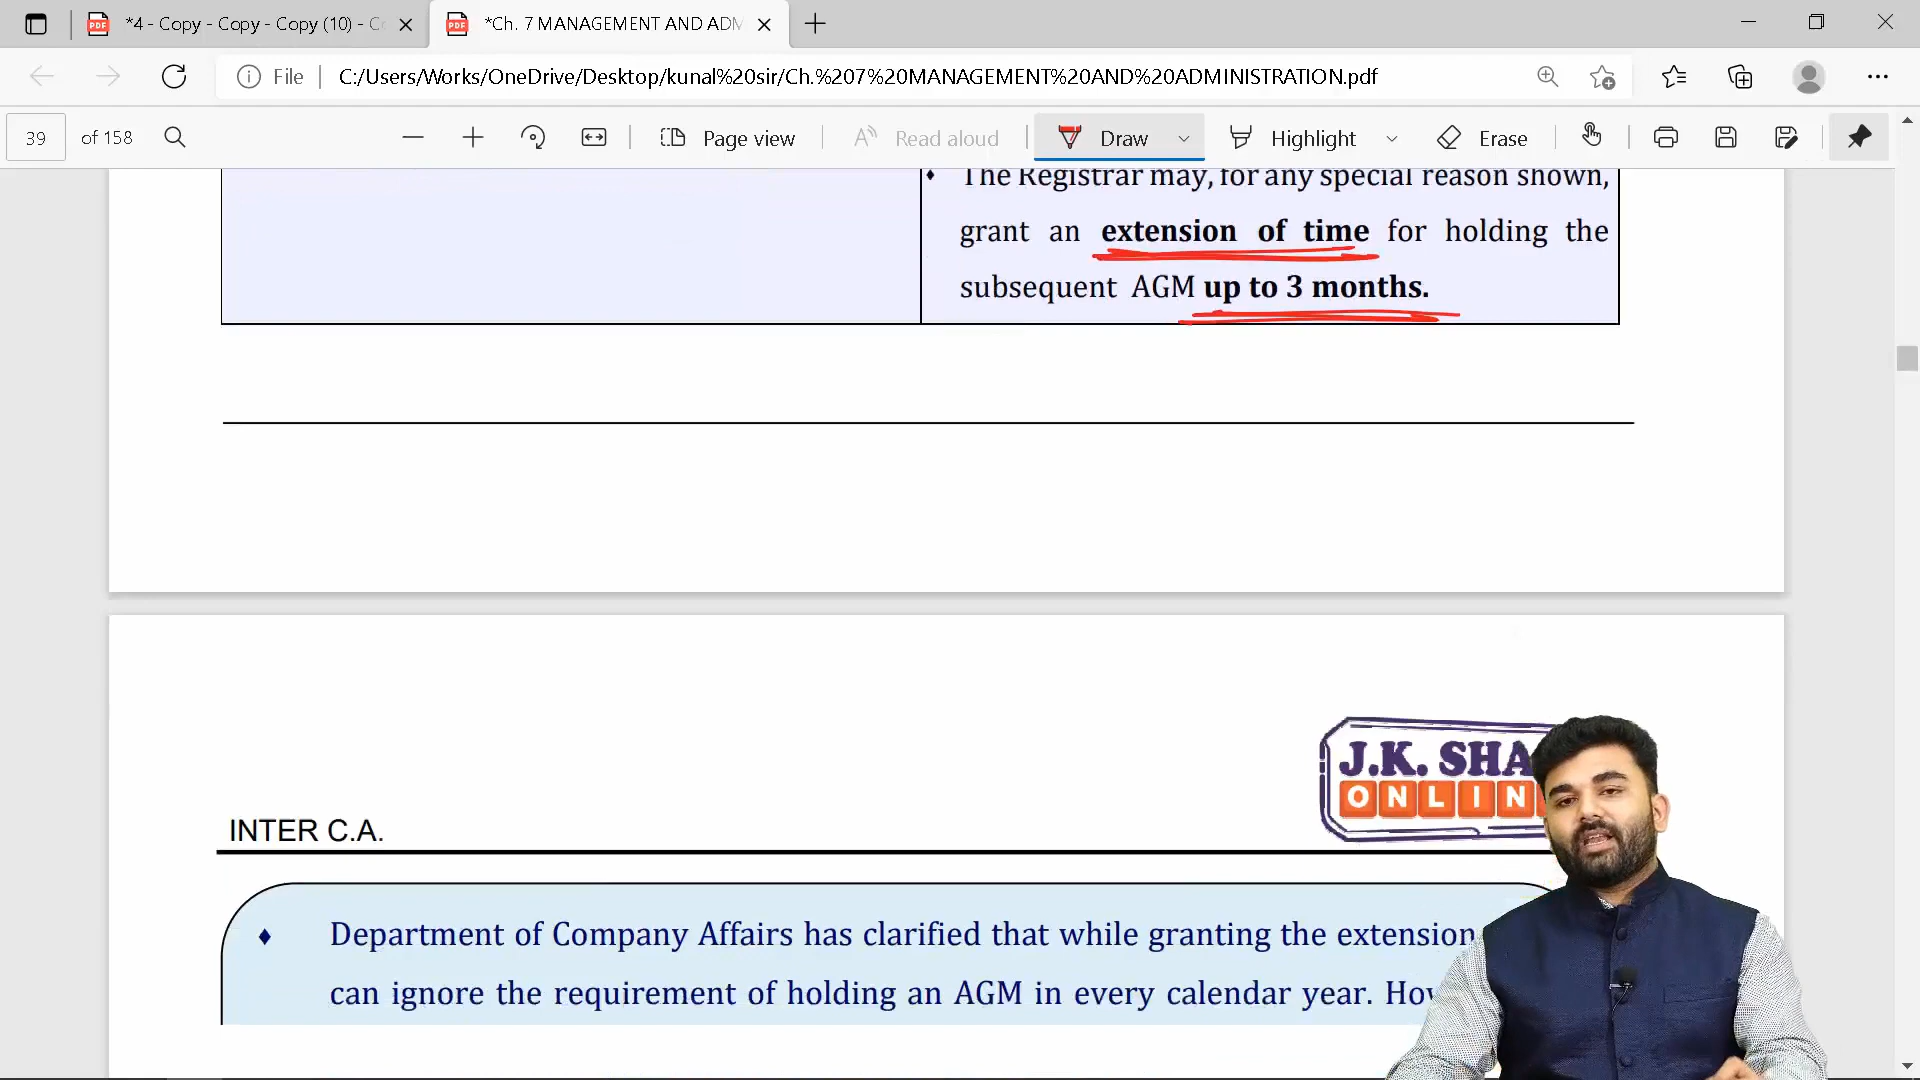 *4 - Copy - Copy - Copy (10) - C
*Ch. 7 MANAGEMENT AND ADM
File
C:/Users/Works/OneDrive/Desktop/kunal%20sir/Ch.%207%20MANAGEMENT%20AND%20ADMINISTRATION.pdf
39 of 158
Page view
Read aloud
Draw
Highlight
Erase
The Registrar may, for any special reason shown,
grant an extension of time for holding the
subsequent AGM up to 3 months.
J.K. SHA
ONLIN
INTER C.A.
♦ Department of Company Affairs has clarified that while granting the extension
can ignore the requirement of holding an AGM in every calendar year.